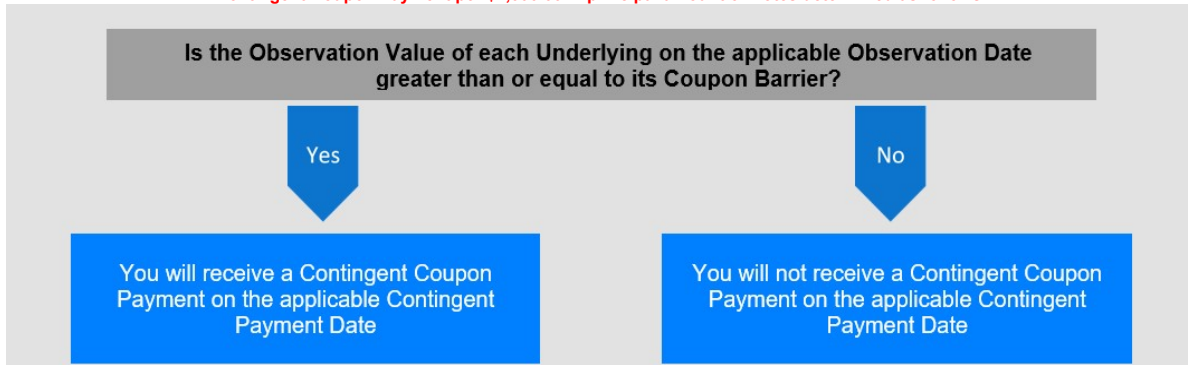 Is the Observation Value of each Underlying on the applicable Observation Date
greater than or equal to its Coupon Barrier?
Yes
No
You will receive a Contingent Coupon
Payment on the applicable Contingent
Payment Date
You will not receive a Contingent Coupon
Payment on the applicable Contingent
Payment Date